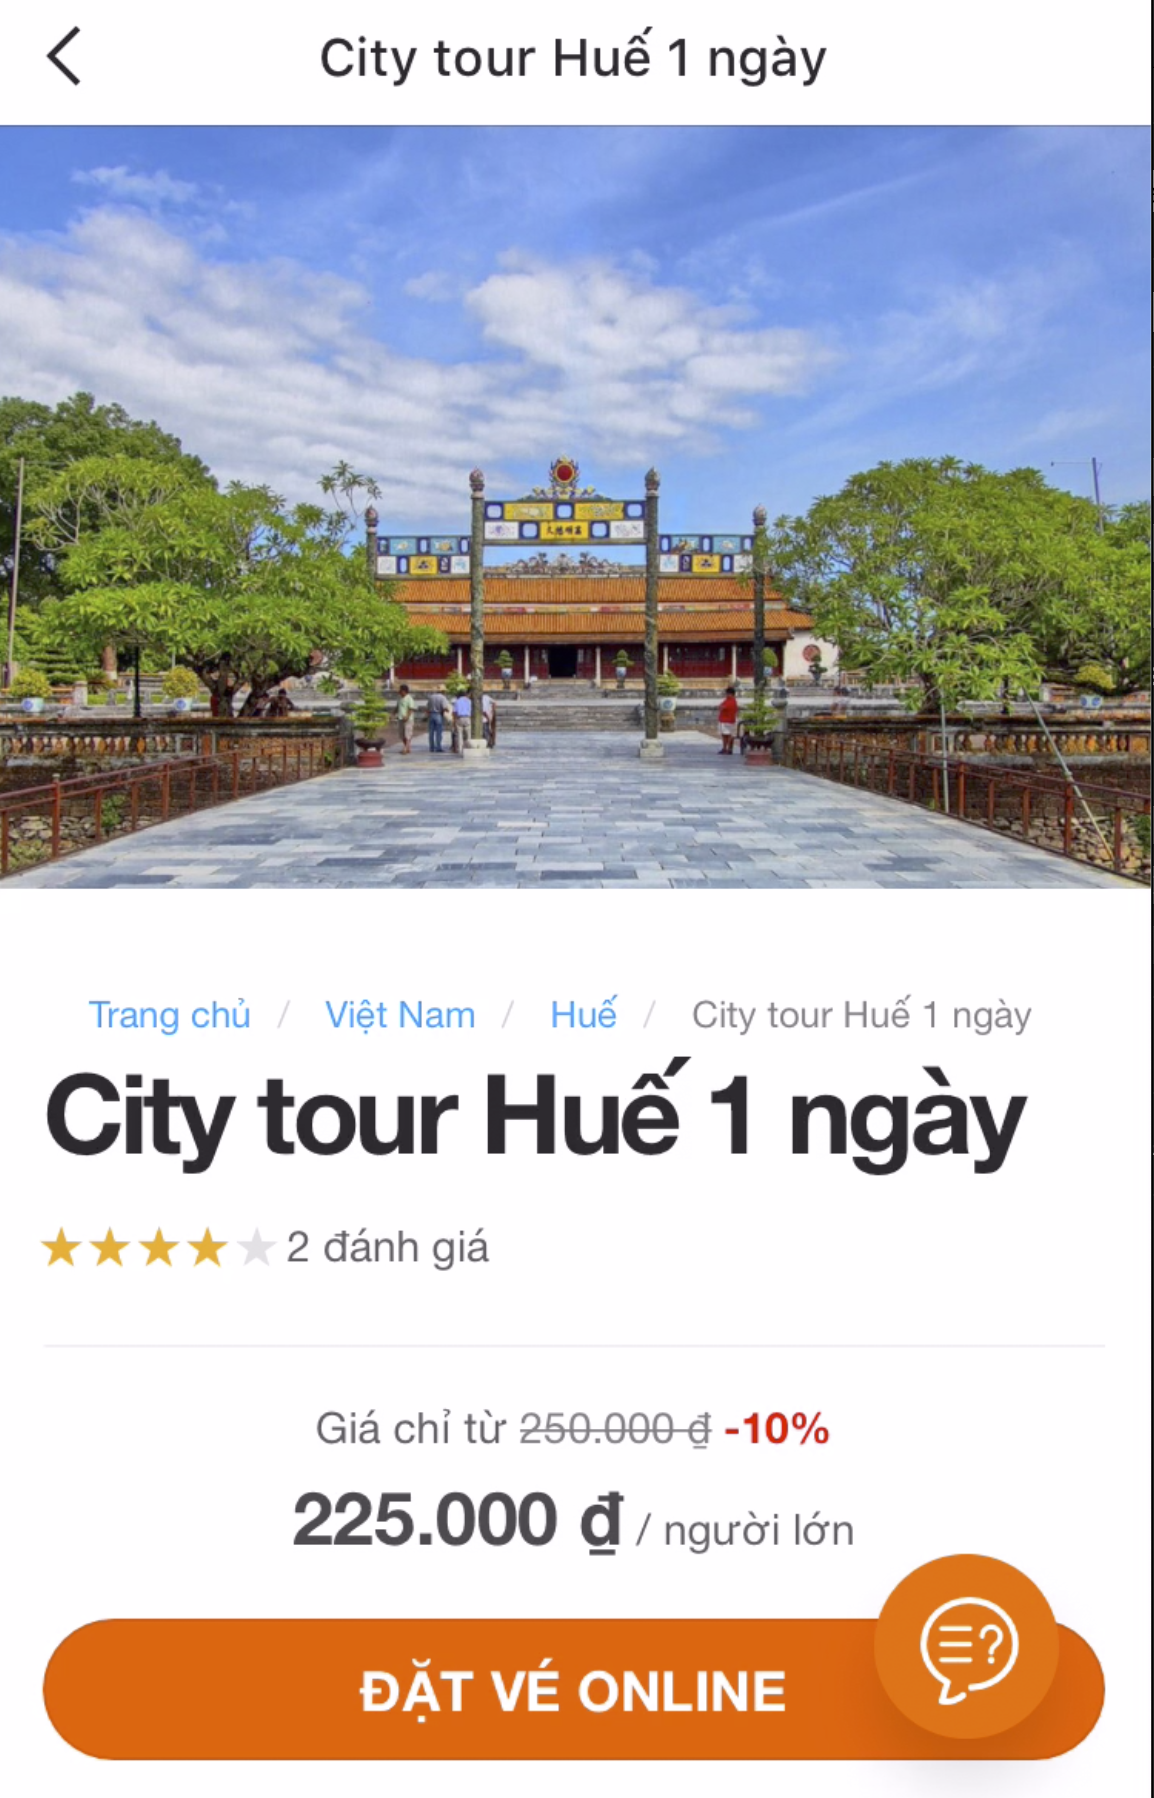 City tour Huế 1 ngày
Trang chủ / Việt Nam / Huế / City tour Huế 1 ngày
City tour Huế 1 ngày
2 đánh giá
Giá chỉ từ 250.000 ₫ -10%
225.000 ₫ / người lớn
ĐẶT VÉ ONLINE